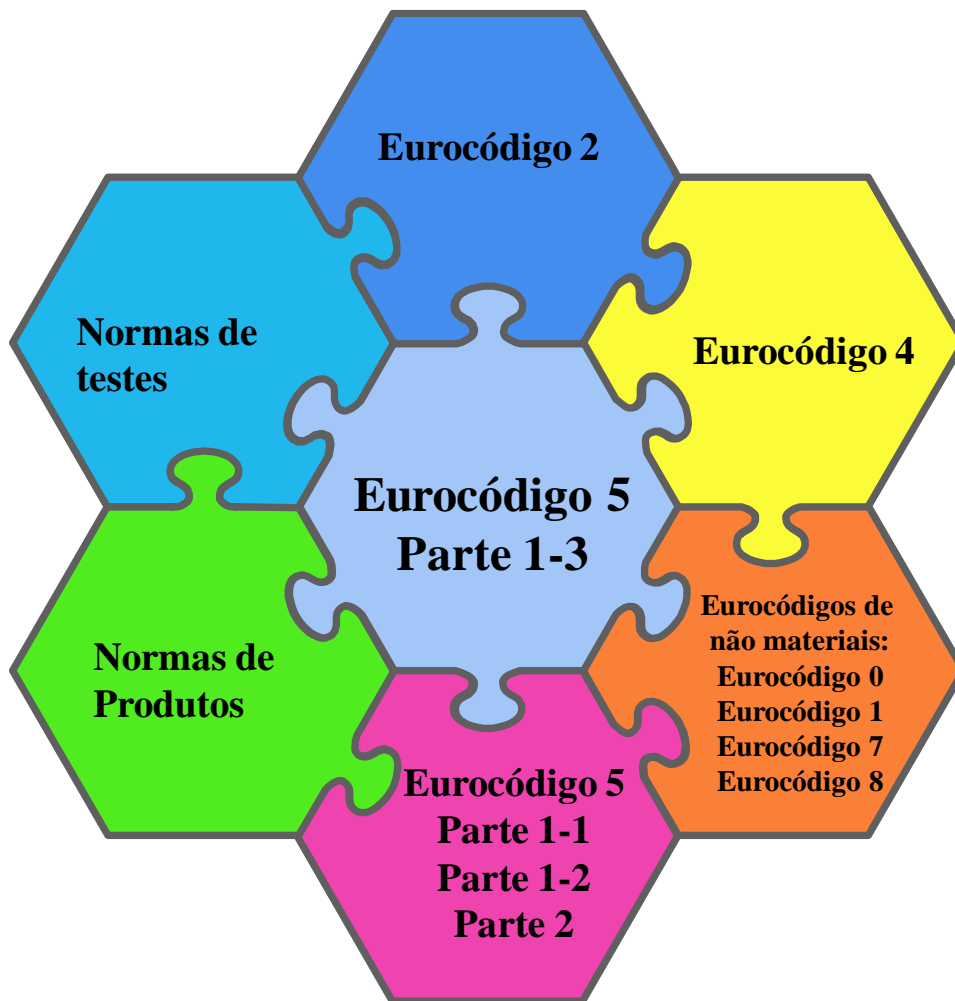 Eurocódigo 2
Normas de
testes
Eurocódigo 4
Eurocódigo 5
Parte 1-3
Eurocódigos de
não materiais:
Eurocódigo 0
Eurocódigo 1
Eurocódigo 7
Eurocódigo 8
Normas de
Produtos
Eurocódigo 5
Parte 1-1
Parte 1-2
Parte 2